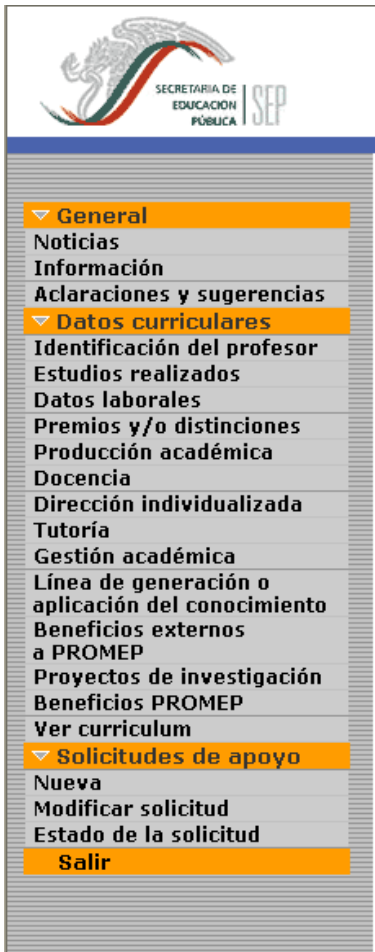 SECRETARIA DE
EDUCACIÓN
PÚBLICA
SEP
General
Noticias
Información
Aclaraciones y sugerencias
Datos curriculares
Identificación del profesor
Estudios realizados
Datos laborales
Premios y/o distinciones
Producción académica
Docencia
Dirección individualizada
Tutoría
Gestión académica
Línea de generación o
aplicación del conocimiento
Beneficios externos
a PROMEP
Proyectos de investigación
Beneficios PROMEP
Ver curriculum
Solicitudes de apoyo
Nueva
Modificar solicitud
Estado de la solicitud
Salir